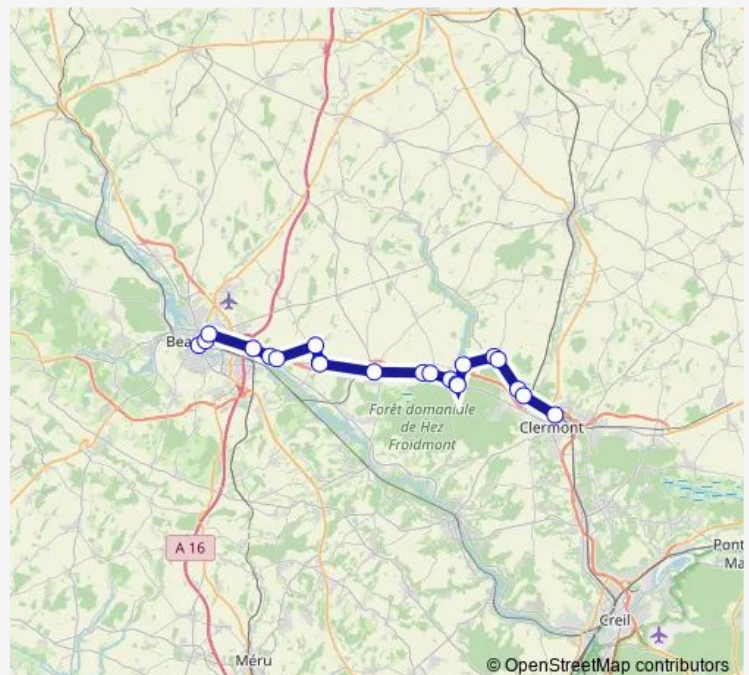 Bea
Forêt domaniale
de Hez
Froidmont
Clermont
A 16
Pont
Ma
Creil
Méru
© OpenStreetMap contributors